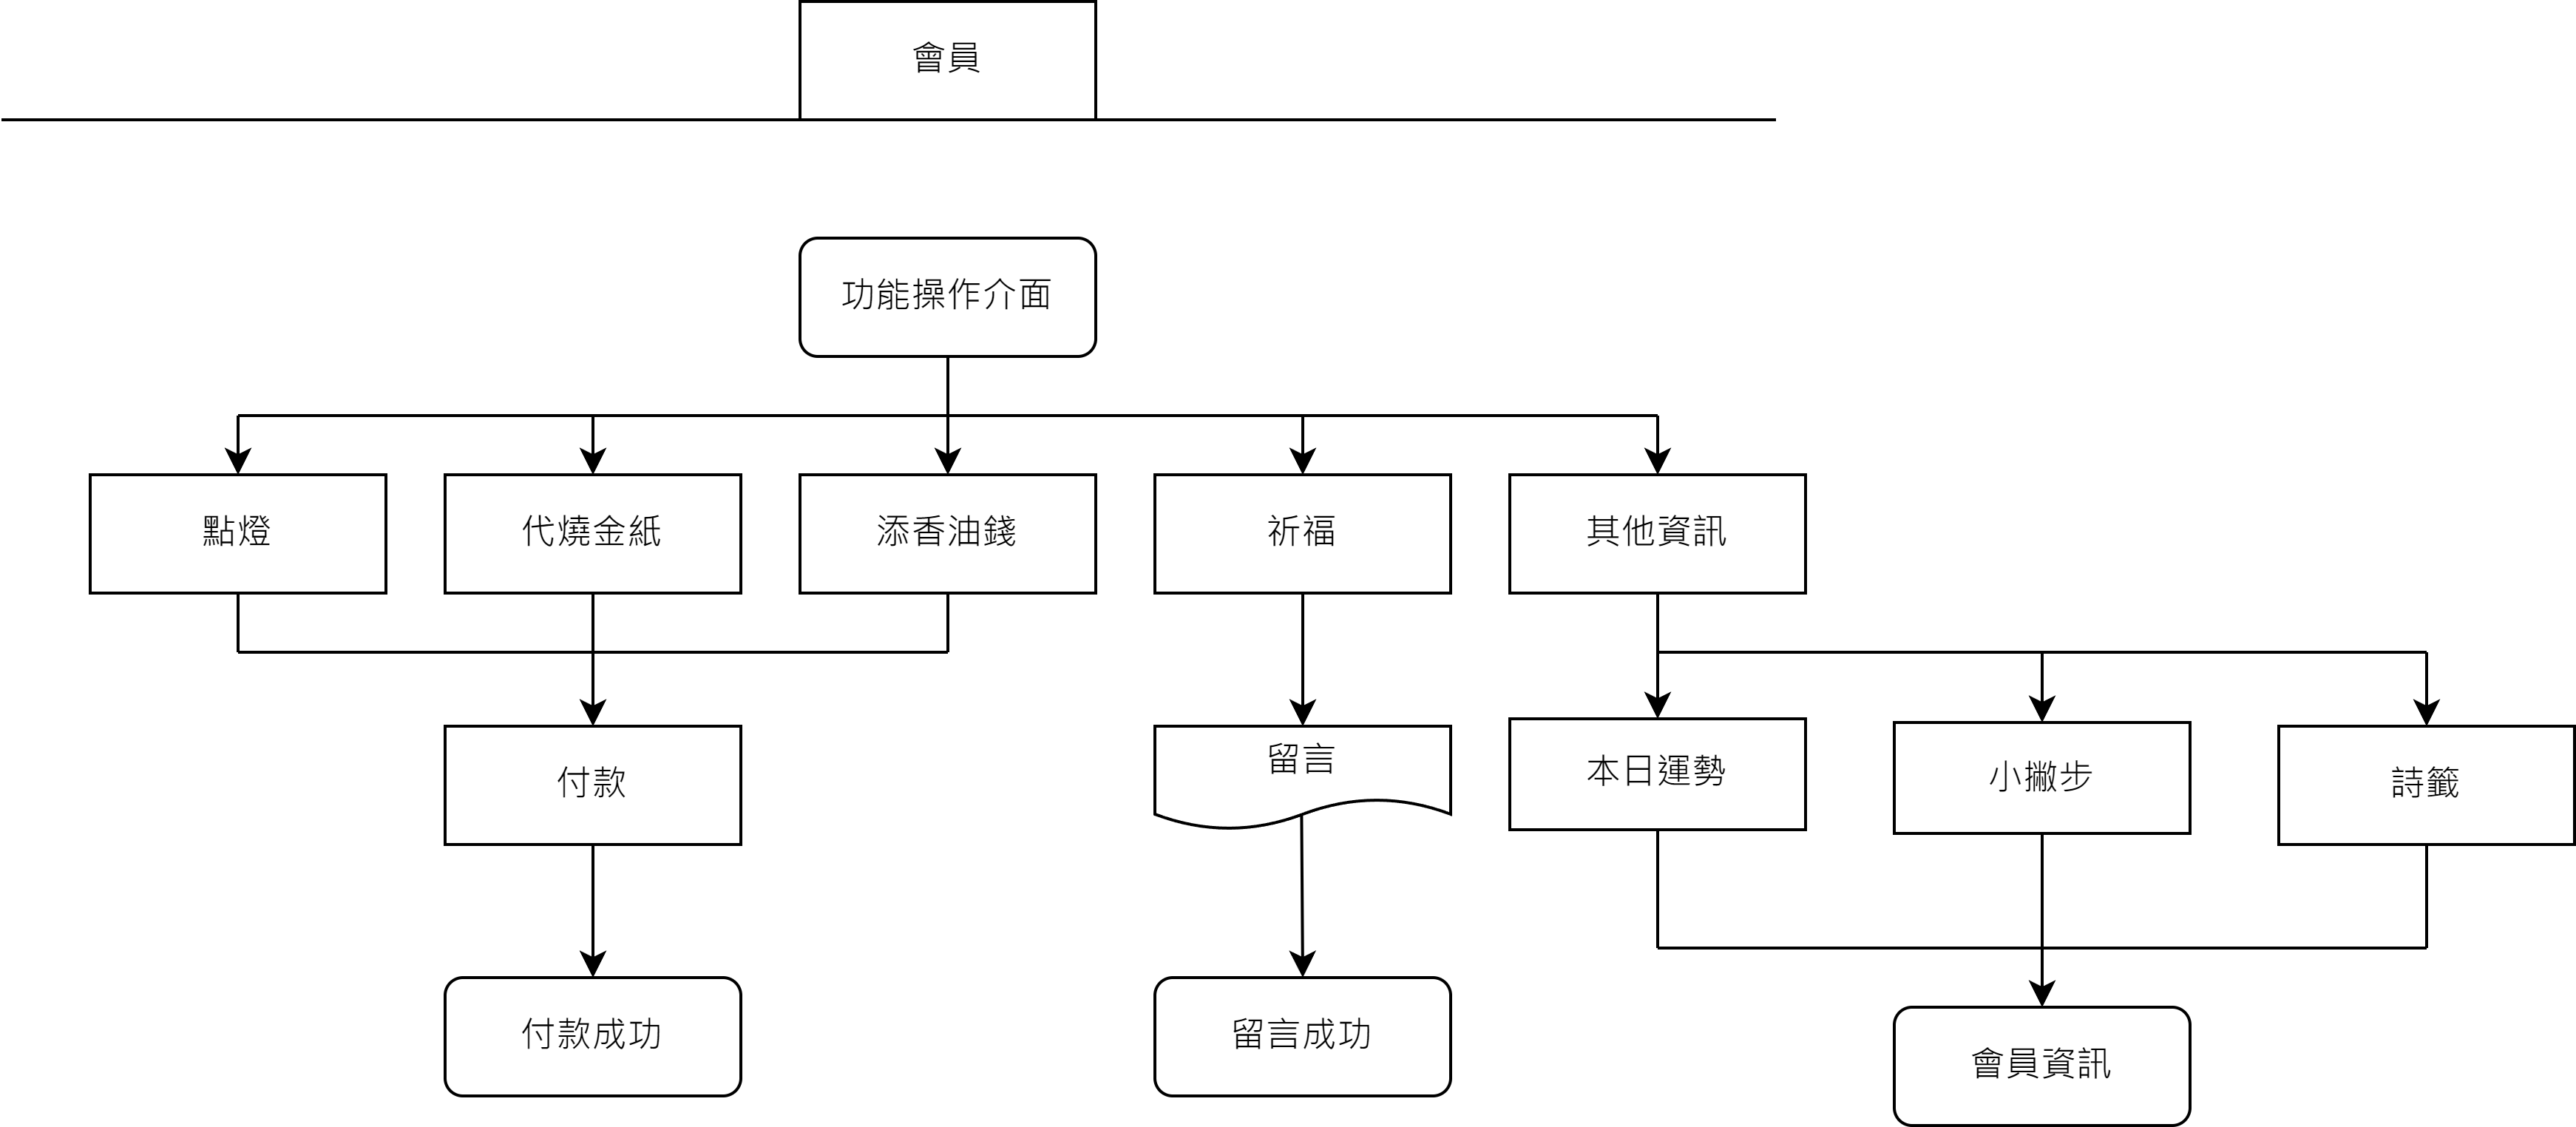 會員
功能操作介面
點燈
代燒金紙
添香油錢
祈福
其他資訊
付款
留言
本日運勢
小撇步
詩籤
付款成功
留言成功
會員資訊